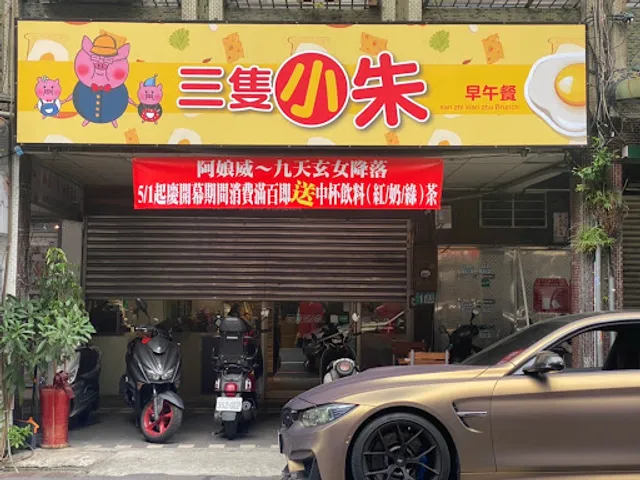 三隻小朱
早午餐
san zhi xiao zhu Brunch
阿娘威～九天玄女降落
5/1起慶開幕期間消費滿百即送中杯飲料(紅/奶/綠)茶